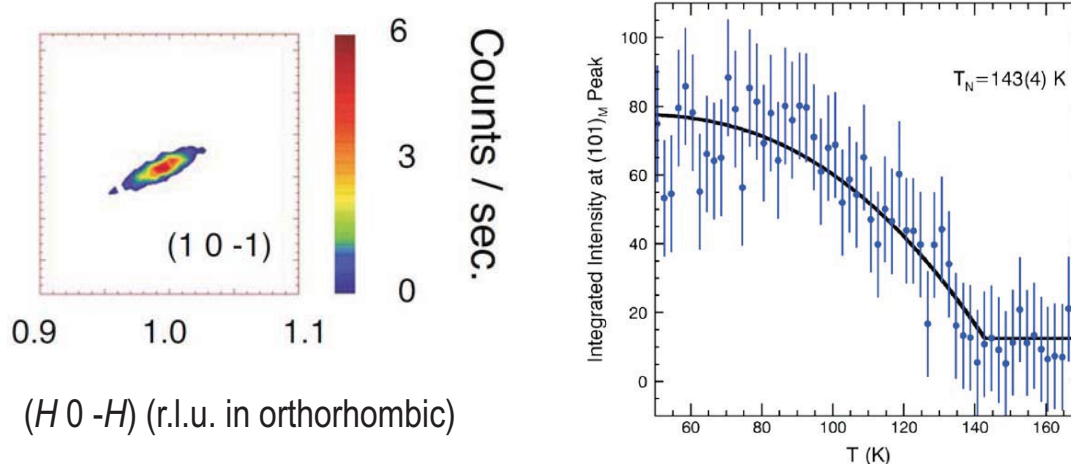 6
3
0
Counts / sec.
(1 0 -1)
0.9 1.0 1.1
(H 0 -H) (r.l.u. in orthorhombic)
100
80
60
40
20
0
Integrated Intensity at (101)M Peak
TN=143(4) K
60 80 100 120 140 160
T (K)